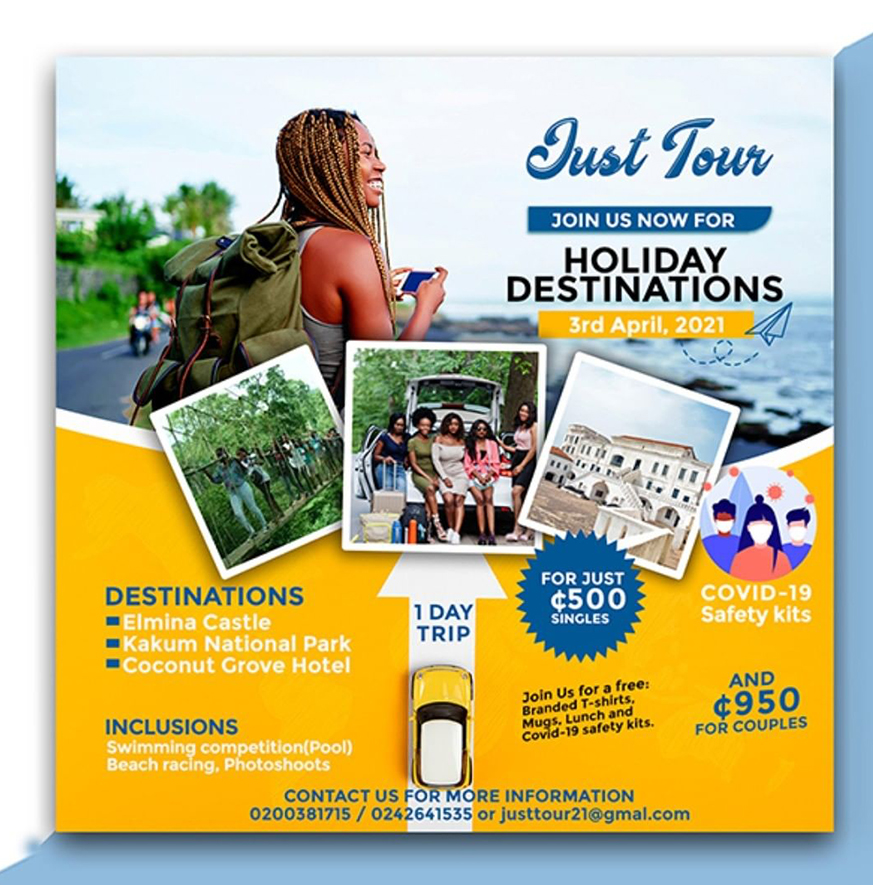 Just Tour
JOIN US NOW FOR
HOLIDAY
DESTINATIONS
3rd April, 2021
DESTINATIONS
Elmina Castle
Kakum National Park
Coconut Grove Hotel
INCLUSIONS
Swimming competition(Pool)
Beach racing, Photoshoots
1 DAY
TRIP
FOR JUST
₵500
SINGLES
COVID-19
Safety kits
Join Us for a free:
Branded T-shirts,
Mugs, Lunch and
Covid-19 safety kits.
AND
₵950
FOR COUPLES
CONTACT US FOR MORE INFORMATION
0200381715 / 0242641535 or justtour21@gmal.com